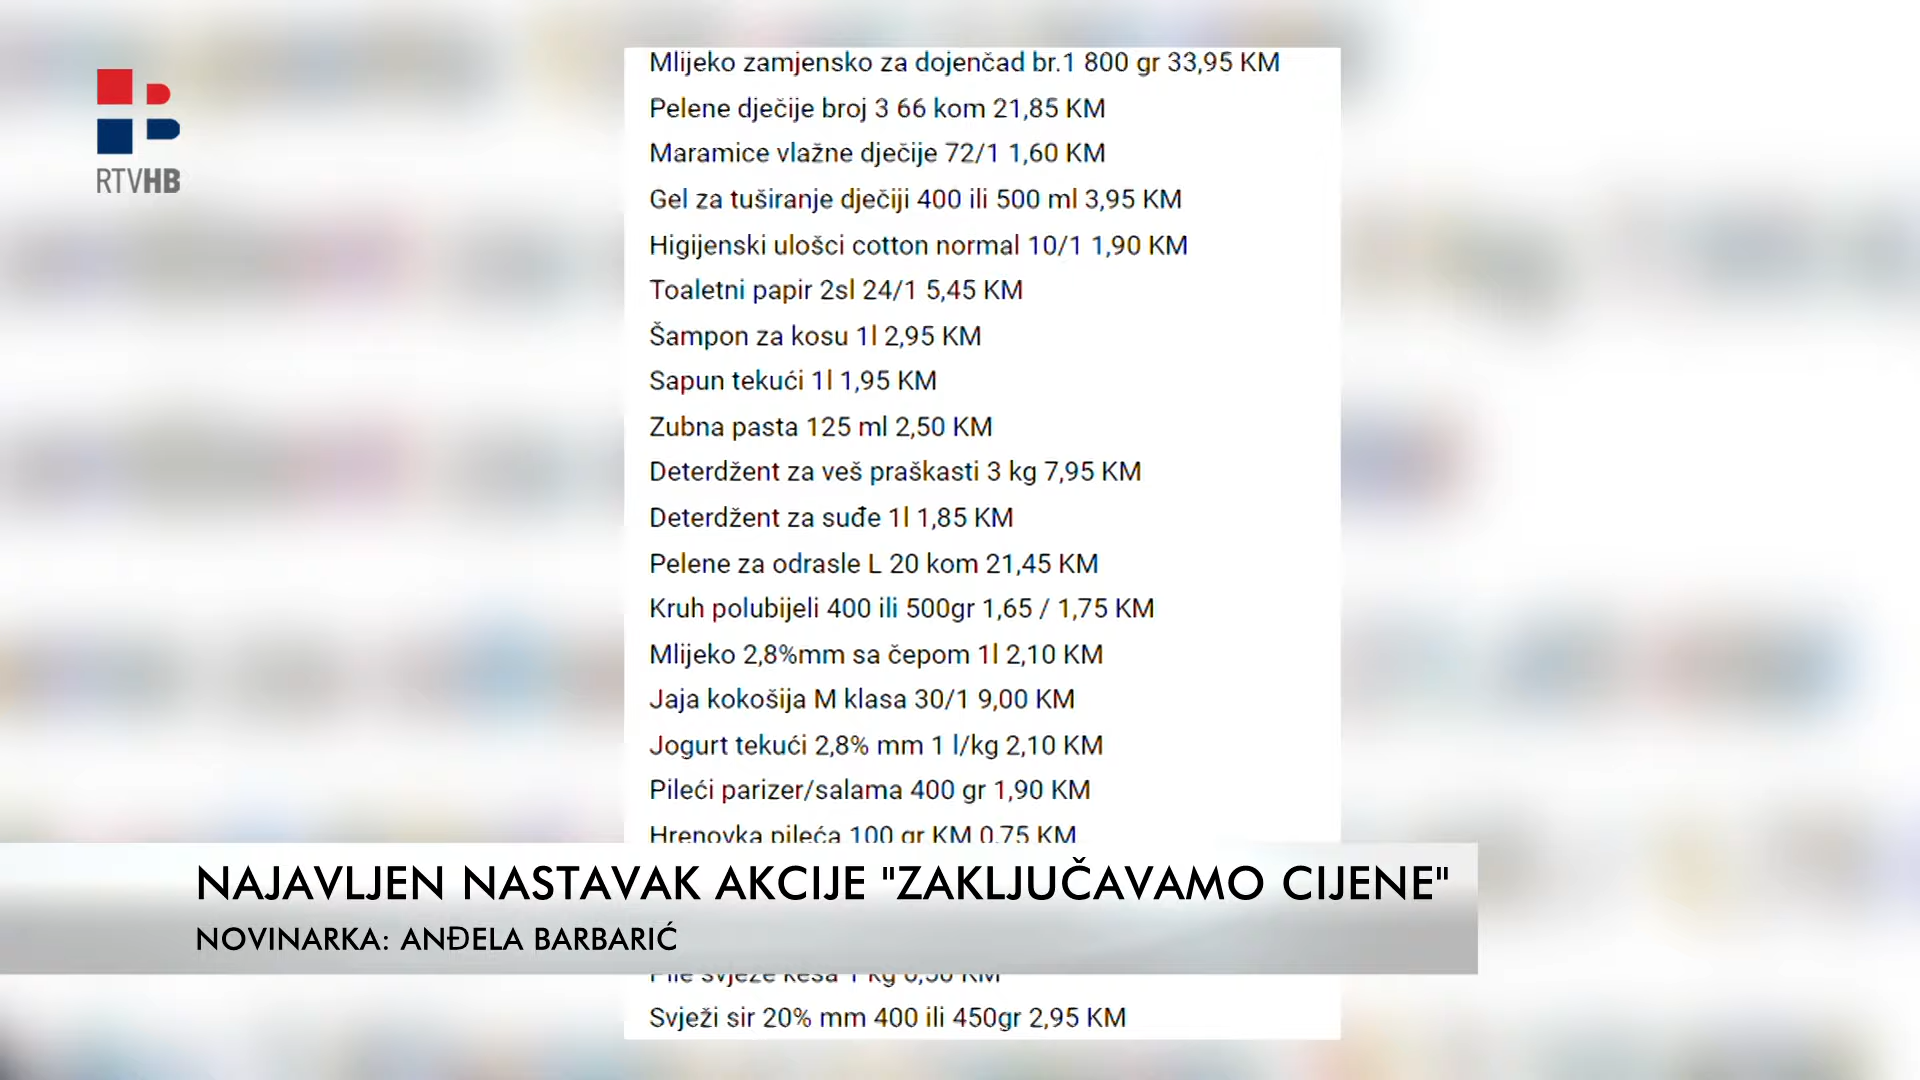 RTVHB
Mlijeko zamjensko za dojenčad br.1 800 gr 33,95 KM
Pelene dječije broj 3 66 kom 21,85 KM
Maramice vlažne dječije 72/1 1,60 KM
Gel za tuširanje dječiji 400 ili 500 ml 3,95 KM
Higijenski ulošci cotton normal 10/1 1,90 KM
Toaletni papir 2sl 24/1 5,45 KM
Šampon za kosu 1l 2,95 KM
Sapun tekući 1l 1,95 KM
Zubna pasta 125 ml 2,50 KM
Deterdžent za veš praškasti 3 kg 7,95 KM
Deterdžent za suđe 1l 1,85 KM
Pelene za odrasle L 20 kom 21,45 KM
Kruh polubijeli 400 ili 500gr 1,65 / 1,75 KM
Mlijeko 2,8%mm sa čepom 1l 2,10 KM
Jaja kokošija M klasa 30/1 9,00 KM
Jogurt tekući 2,8% mm 1 l/kg 2,10 KM
Pileći parizer/salama 400 gr 1,90 KM
Hrenovka pileća 100 gr KM 0,75 KM
NAJAVLJEN NASTAVAK AKCIJE "ZAKLJUČAVAMO CIJENE"
NOVINARKA: ANĐELA BARBARIĆ
Pile svježe kesa 1 kg KM
Svježi sir 20% mm 400 ili 450gr 2,95 KM